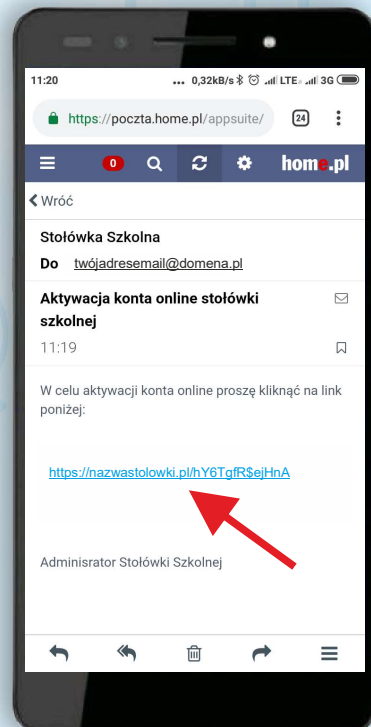 11:20 ... 0,32kB/s LTE 3G
https://poczta.home.pl/appsuite/ 24
0 home.pl
Wróć
Stołówka Szkolna
Do twójadresemail@domena.pl
Aktywacja konta online stołówki
szkolnej
11:19
W celu aktywacji konta online proszę kliknąć na link
poniżej:
https://nazwastolowki.pl/hY6TgfR$ejHnA
Adminisrator Stołówki Szkolnej